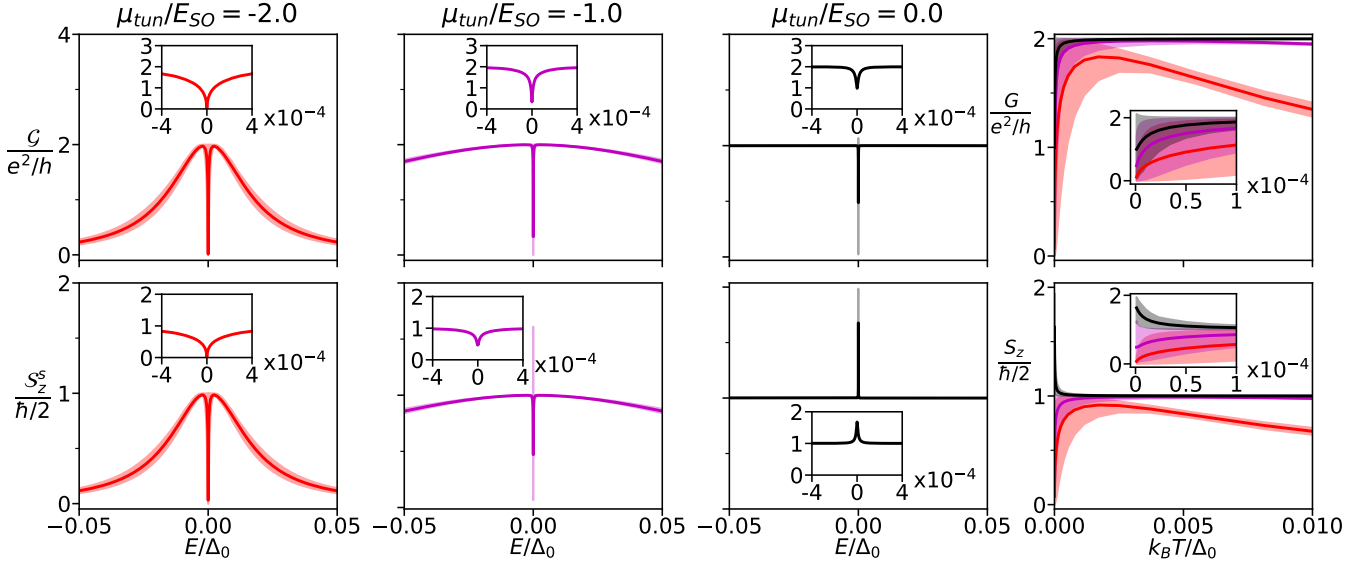 μ_tun/E_SO = -2.0
μ_tun/E_SO = -1.0
μ_tun/E_SO = 0.0
𝒢
e²/h
4
2
0
3
2
1
0
-4 0 4 x10⁻⁴
3
2
1
0
-4 0 4 x10⁻⁴
3
2
1
0
-4 0 4 x10⁻⁴
G
e²/h
2
1
0
2
0
0 0.5 1 x10⁻⁴
𝒮ˢ_z
ħ/2
2
1
0
2
1
0
-4 0 4 x10⁻⁴
−0.05 0.00 0.05
E/Δ₀
2
1
0
-4 0 4 x10⁻⁴
−0.05 0.00 0.05
E/Δ₀
2
1
0
-4 0 4 x10⁻⁴
−0.05 0.00 0.05
E/Δ₀
S_z
ħ/2
2
1
0
2
0
0 0.5 1 x10⁻⁴
0.000 0.005 0.010
k_BT/Δ₀